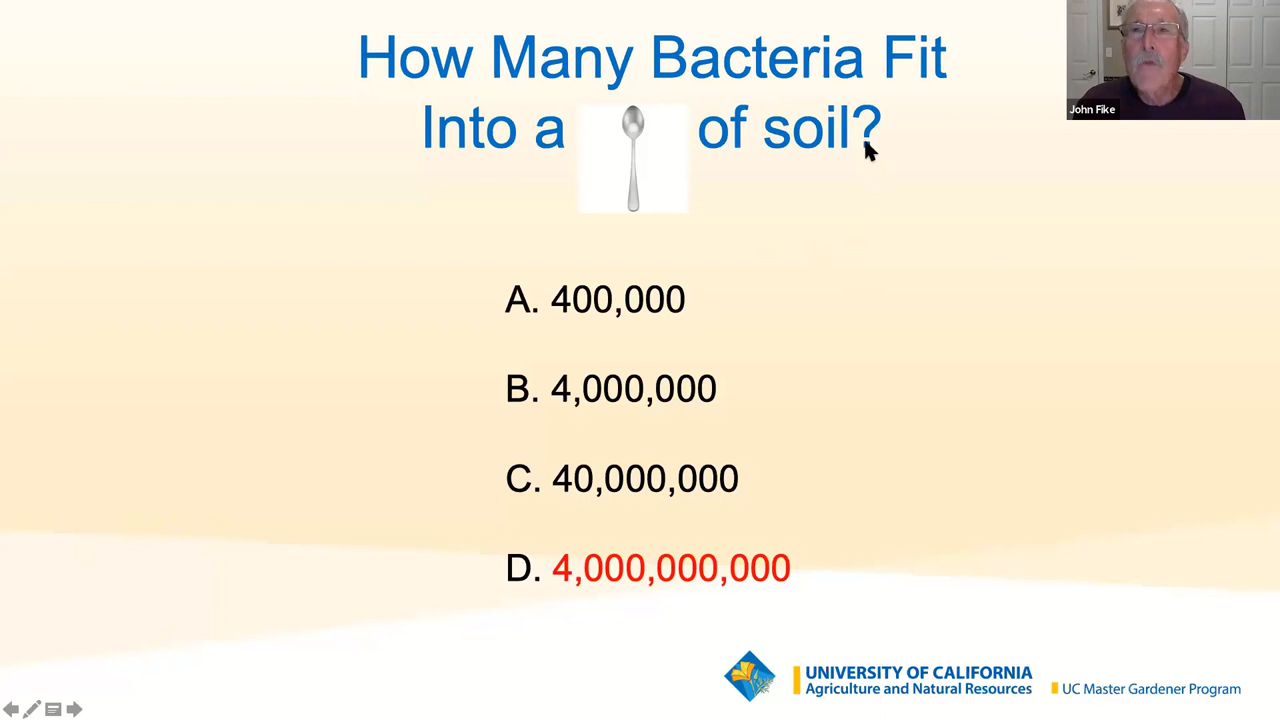 How Many Bacteria Fit
Into a of soil?
John Fike
A. 400,000
B. 4,000,000
C. 40,000,000
D. 4,000,000,000
UNIVERSITY OF CALIFORNIA
Agriculture and Natural Resources
UC Master Gardener Program